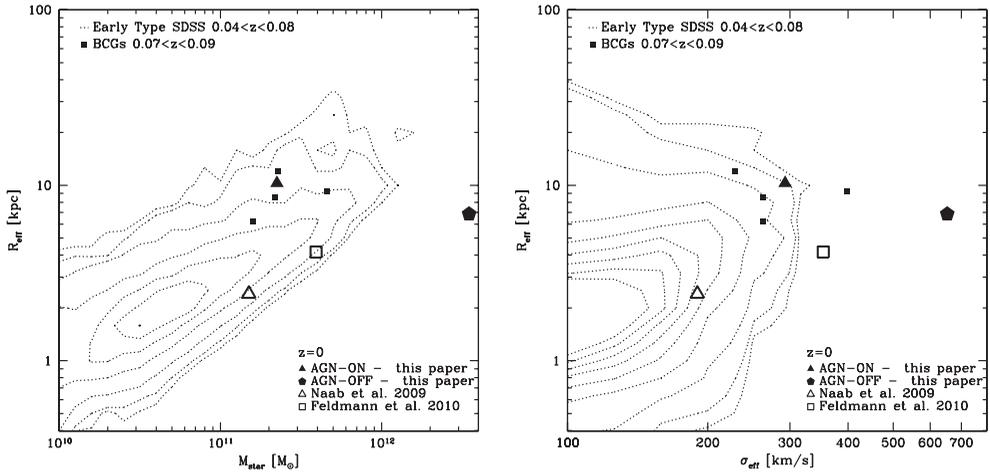 100
Early Type SDSS 0.04<z<0.08
BCGs 0.07<z<0.09
10
1
R_eff [kpc]
z=0
AGN-ON - this paper
AGN-OFF - this paper
Naab et al. 2009
Feldmann et al. 2010
10^10
10^11
10^12
M_star [M_⊙]
100
Early Type SDSS 0.04<z<0.08
BCGs 0.07<z<0.09
10
1
R_eff [kpc]
z=0
AGN-ON - this paper
AGN-OFF - this paper
Naab et al. 2009
Feldmann et al. 2010
100
200
300
400
500
600
700
σ_eff [km/s]